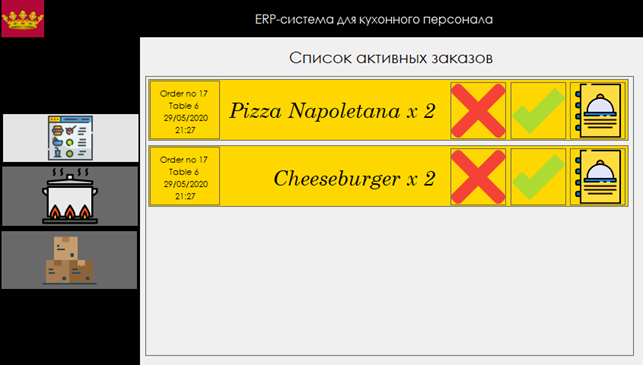 ERP-система для кухонного персонала
Список активных заказов
Order no 17
Table 6
29/05/2020
21:27
Pizza Napoletana x 2
Order no 17
Table 6
29/05/2020
21:27
Cheeseburger x 2